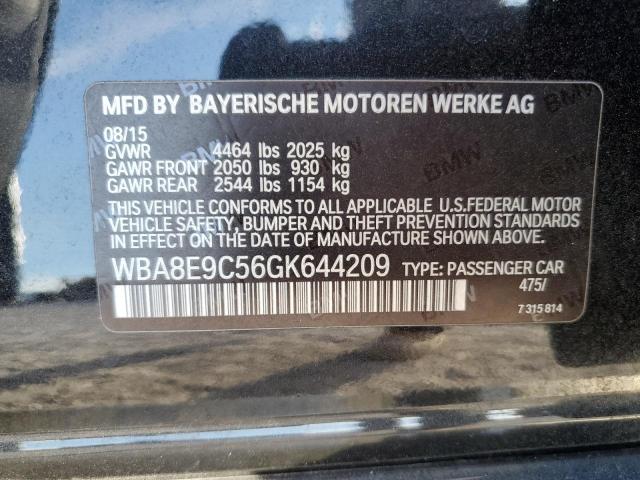 MFD BY BAYERISCHE MOTOREN WERKE AG
08/15
GVWR 4464 lbs 2025 kg
GAWR FRONT 2050 lbs 930 kg
GAWR REAR 2544 lbs 1154 kg
THIS VEHICLE CONFORMS TO ALL APPLICABLE U.S.FEDERAL MOTOR
VEHICLE SAFETY, BUMPER AND THEFT PREVENTION STANDARDS
IN EFFECT ON THE DATE OF MANUFACTURE SHOWN ABOVE.
WBA8E9C56GK644209 TYPE: PASSENGER CAR
475/
7 315 814